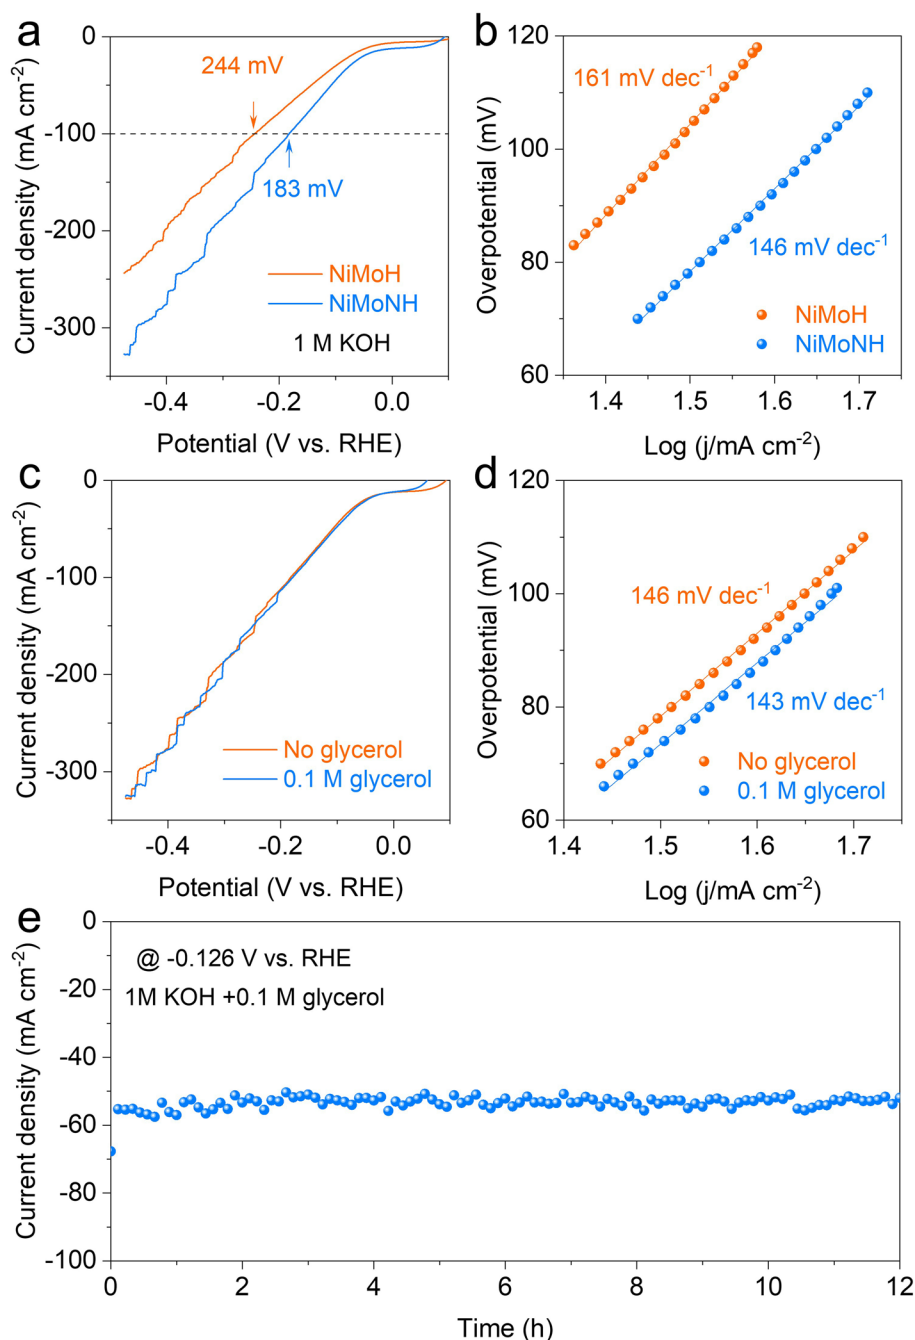 a
244 mV
183 mV
NiMoH
NiMoNH
1 M KOH
0
-100
-200
-300
-0.4
-0.2
0.0
Current density (mA cm⁻²)
Potential (V vs. RHE)
b
161 mV dec⁻¹
146 mV dec⁻¹
NiMoH
NiMoNH
120
100
80
60
1.4
1.5
1.6
1.7
Overpotential (mV)
Log (j/mA cm⁻²)
c
No glycerol
0.1 M glycerol
0
-100
-200
-300
-0.4
-0.2
0.0
Current density (mA cm⁻²)
Potential (V vs. RHE)
d
146 mV dec⁻¹
143 mV dec⁻¹
No glycerol
0.1 M glycerol
120
100
80
60
1.4
1.5
1.6
1.7
Overpotential (mV)
Log (j/mA cm⁻²)
e
@ -0.126 V vs. RHE
1M KOH +0.1 M glycerol
0
-20
-40
-60
-80
-100
0
2
4
6
8
10
12
Current density (mA cm⁻²)
Time (h)